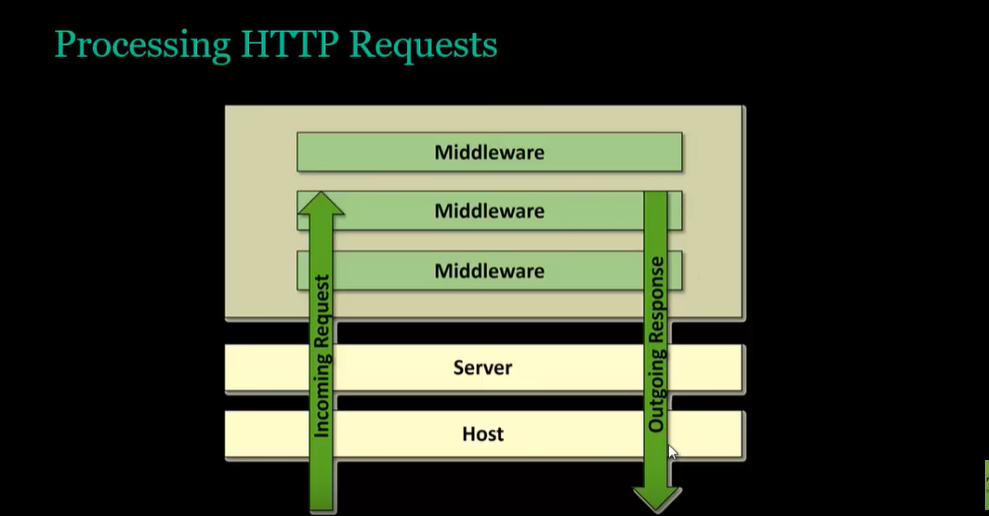 Processing HTTP Requests
Middleware
Middleware
Middleware
Incoming Request
Outgoing Response
Server
Host